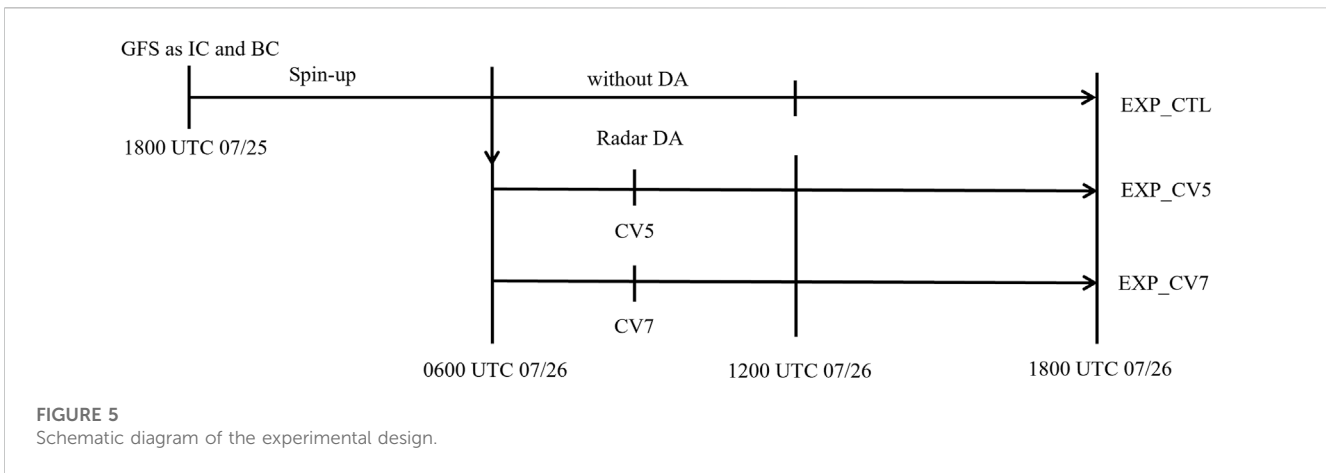 GFS as IC and BC
Spin-up
without DA
EXP_CTL
1800 UTC 07/25
Radar DA
EXP_CV5
CV5
EXP_CV7
CV7
0600 UTC 07/26
1200 UTC 07/26
1800 UTC 07/26
FIGURE 5
Schematic diagram of the experimental design.